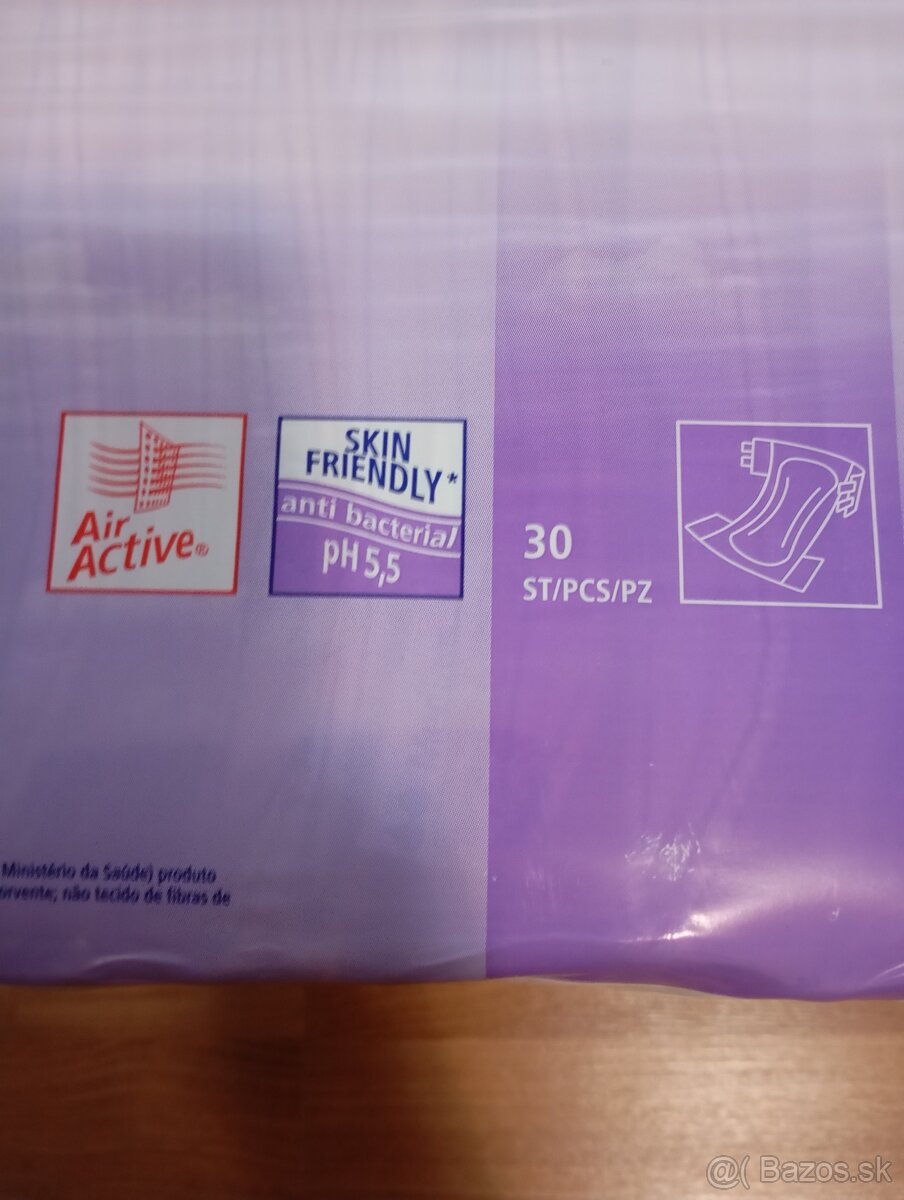 Air
Active®
SKIN
FRIENDLY*
anti bacterial
pH 5,5
30
ST/PCS/PZ
Ministério da Saúde) produto
orvente; não tecido de fibras de
@( Bazos.sk